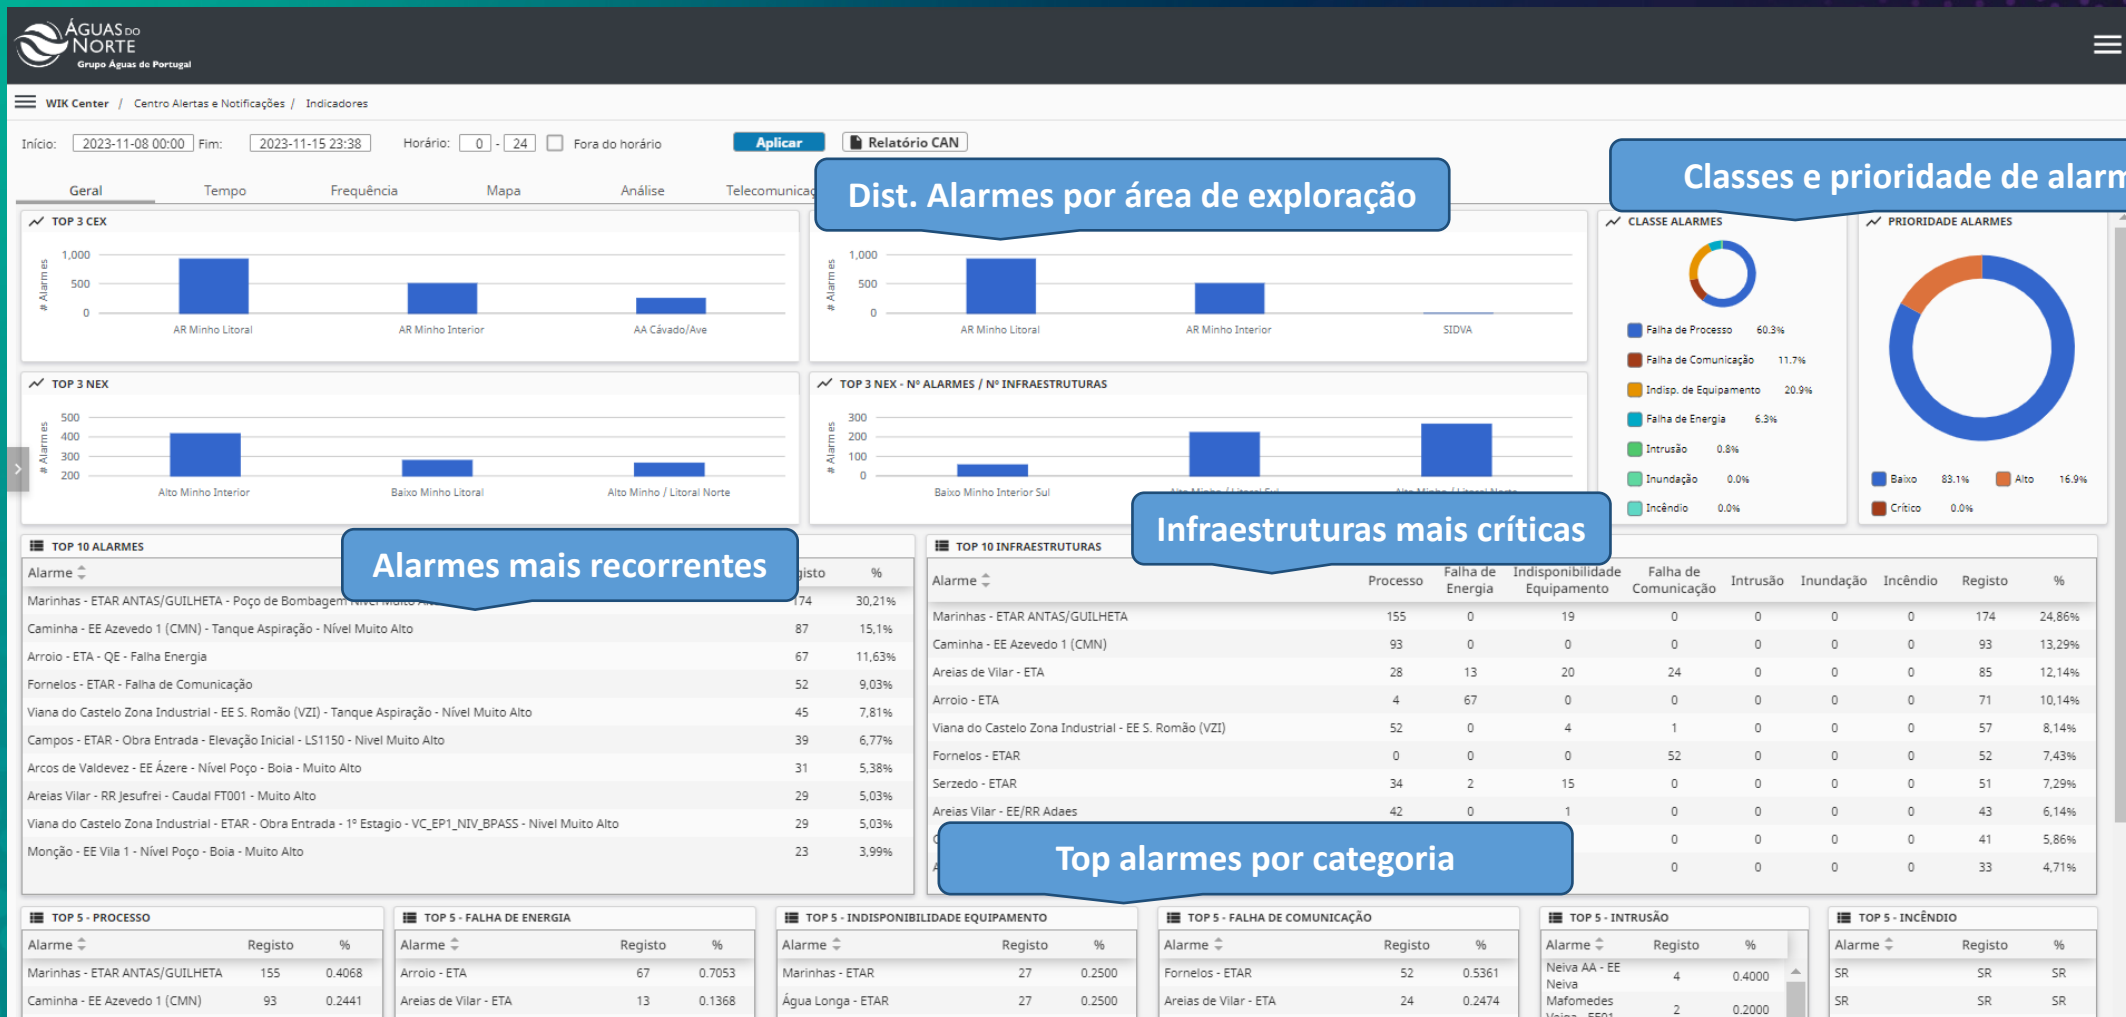 ÁGUAS DO
NORTE
Grupo Águas de Portugal
WIK Center / Centro Alertas e Notificações / Indicadores
Início: 2023-11-08 00:00 Fim: 2023-11-15 23:38 Horário: 0 - 24 Fora do horário Aplicar Relatório CAN
Geral Tempo Frequência Mapa Análise
Dist. Alarmes por área de exploração
Classes e prioridade de
TOP 3 CEX
# Alarmes
1,000
500
0
AR Minho Litoral AR Minho Interior AA Cávado/Ave
# Alarmes
1,000
500
0
AR Minho Litoral AR Minho Interior SIDVA
CLASSE ALARMES
Falha de Processo 60.3%
Falha de Comunicação 11.7%
Indisp. de Equipamento 20.9%
Falha de Energia 6.3%
Intrusão 0.8%
Inundação 0.0%
Incêndio 0.0%
PRIORIDADE ALARMES
Baixo 83.1% Alto 16.9%
Crítico 0.0%
TOP 3 NEX
# Alarmes
500
400
300
200
Alto Minho Interior Baixo Minho Litoral Alto Minho / Litoral Norte
TOP 3 NEX - Nº ALARMES / Nº INFRAESTRUTURAS
# Alarmes
300
200
100
0
Baixo Minho Interior Sul Alto Minho / Litoral Sul Alto Minho / Litoral Norte
Alarmes mais recorrentes
Infraestruturas mais críticas
TOP 10 ALARMES
Alarme %
Marinhas - ETAR ANTAS/GUILHETA - Poço de Bombagem Nível Muito 174 30,21%
Caminha - EE Azevedo 1 (CMN) - Tanque Aspiração - Nível Muito Alto 87 15,1%
Arroio - ETA - QE - Falha Energia 67 11,63%
Fornelos - ETAR - Falha de Comunicação 52 9,03%
Viana do Castelo Zona Industrial - EE S. Romão (VZI) - Tanque Aspiração - Nível Muito Alto 45 7,81%
Campos - ETAR - Obra Entrada - Elevação Inicial - LS1150 - Nivel Muito Alto 39 6,77%
Arcos de Valdevez - EE Ázere - Nível Poço - Boia - Muito Alto 31 5,38%
Areias Vilar - RR Jesufrei - Caudal FT001 - Muito Alto 29 5,03%
Viana do Castelo Zona Industrial - ETAR - Obra Entrada - 1º Estagio - VC_EP1_NIV_BPASS - Nivel Muito Alto 29 5,03%
Monção - EE Vila 1 - Nível Poço - Boia - Muito Alto 23 3,99%
TOP 10 INFRAESTRUTURAS
Alarme Processo Falha de Energia Indisponibilidade Equipamento Falha de Comunicação Intrusão Inundação Incêndio Registo %
Marinhas - ETAR ANTAS/GUILHETA 155 0 19 0 0 0 0 174 24,86%
Caminha - EE Azevedo 1 (CMN) 93 0 0 0 0 0 0 93 13,29%
Areias de Vilar - ETA 28 13 20 24 0 0 0 85 12,14%
Arroio - ETA 4 67 0 0 0 0 0 71 10,14%
Viana do Castelo Zona Industrial - EE S. Romão (VZI) 52 0 4 1 0 0 0 57 8,14%
Fornelos - ETAR 0 0 0 52 0 0 0 52 7,43%
Serzedo - ETAR 34 2 15 0 0 0 0 51 7,29%
Areias Vilar - EE/RR Adaes 42 0 1 0 0 0 0 43 6,14%
0 0 0 0 41 5,86%
0 0 0 0 33 4,71%
Top alarmes por categoria
TOP 5 - PROCESSO
Alarme Registo %
Marinhas - ETAR ANTAS/GUILHETA 155 0.4068
Caminha - EE Azevedo 1 (CMN) 93 0.2441
TOP 5 - FALHA DE ENERGIA
Alarme Registo %
Arroio - ETA 67 0.7053
Areias de Vilar - ETA 13 0.1368
TOP 5 - INDISPONIBILIDADE EQUIPAMENTO
Alarme Registo %
Marinhas - ETAR 27 0.2500
Água Longa - ETAR 27 0.2500
TOP 5 - FALHA DE COMUNICAÇÃO
Alarme Registo %
Fornelos - ETAR 52 0.5361
Areias de Vilar - ETA 24 0.2474
TOP 5 - INTRUSÃO
Alarme Registo %
Neiva AA - EE
Neiva 4 0.4000
Mafomedes
2 0.2000
TOP 5 - INCÊNDIO
Alarme Registo %
SR SR SR
SR SR SR